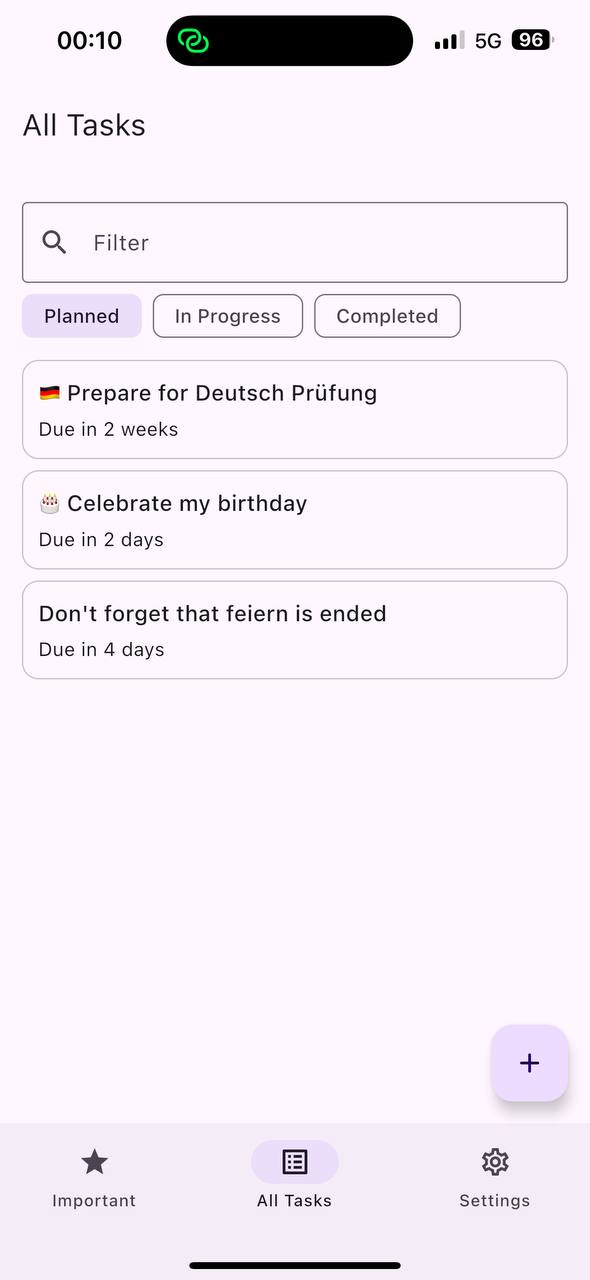 00:10
5G 96
All Tasks
Filter
Planned In Progress Completed
🇩🇪 Prepare for Deutsch Prüfung
Due in 2 weeks
🎂 Celebrate my birthday
Due in 2 days
Don't forget that feiern is ended
Due in 4 days
+
Important All Tasks Settings